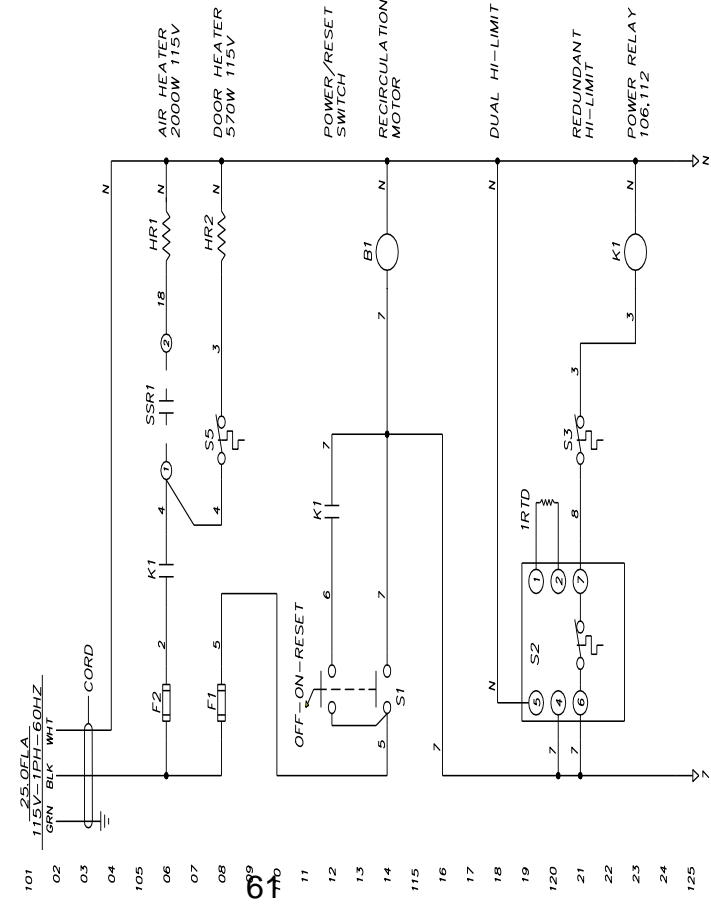 101 25.0FLA
115V-1PH-60HZ
02 GRN BLK WHT
03 CORD
04 N
105
F2 K1 SSR1 HR1 AIR HEATER
06 2 4 1 2 18 N 2000W 115V
07
F1 S5 HR2 DOOR HEATER
08 5 4 3 N 570W 115V
09
10
11 OFF-ON-RESET
K1 POWER/RESET
12 6 7 SWITCH
13
B1 RECIRCULATION
14 5 7 7 N MOTOR
S1
115
16 7
17
18 N N DUAL HI-LIMIT
19 S2 5 1 1RTD
120 7 4 2
21 7 6 7 8 S3 3 REDUNDANT
HI-LIMIT
22
K1 POWER RELAY
23 3 N 106,112
24
125 7 N
61